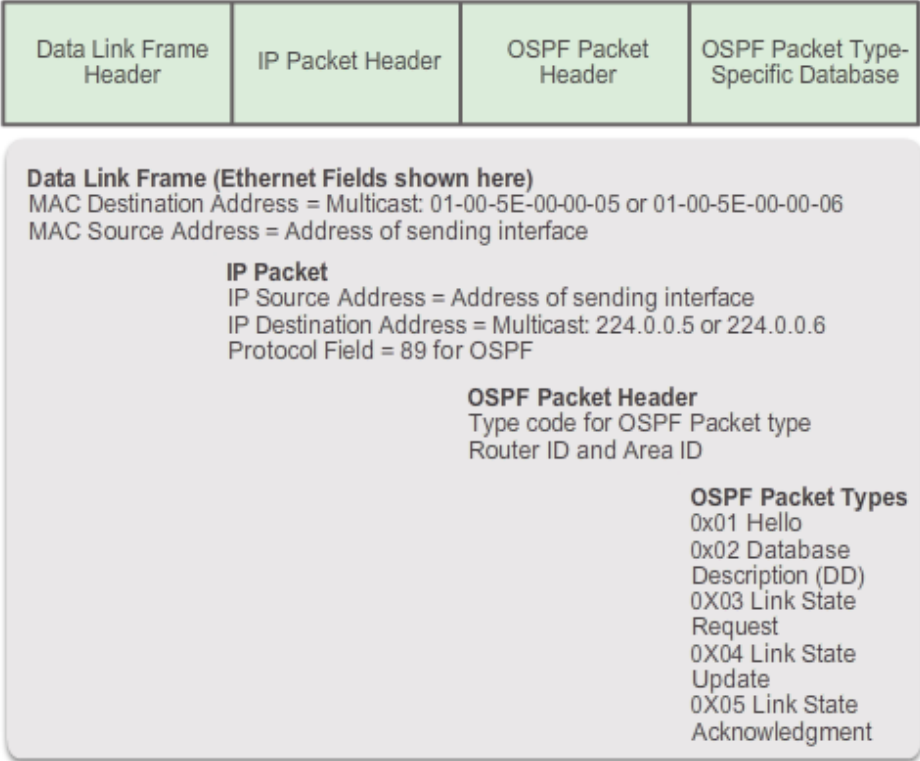 Data Link Frame
Header
IP Packet Header
OSPF Packet
Header
OSPF Packet Type-
Specific Database
Data Link Frame (Ethernet Fields shown here)
MAC Destination Address = Multicast: 01-00-5E-00-00-05 or 01-00-5E-00-00-06
MAC Source Address = Address of sending interface
IP Packet
IP Source Address = Address of sending interface
IP Destination Address = Multicast: 224.0.0.5 or 224.0.0.6
Protocol Field = 89 for OSPF
OSPF Packet Header
Type code for OSPF Packet type
Router ID and Area ID
OSPF Packet Types
0x01 Hello
0x02 Database
Description (DD)
0X03 Link State
Request
0X04 Link State
Update
0X05 Link State
Acknowledgment